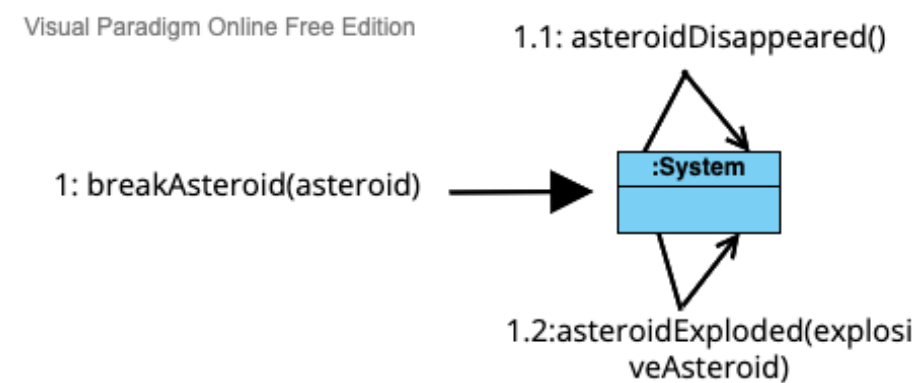 Visual Paradigm Online Free Edition
1.1: asteroidDisappeared()
:System
1: breakAsteroid(asteroid)
1.2:asteroidExploded(explosi
veAsteroid)